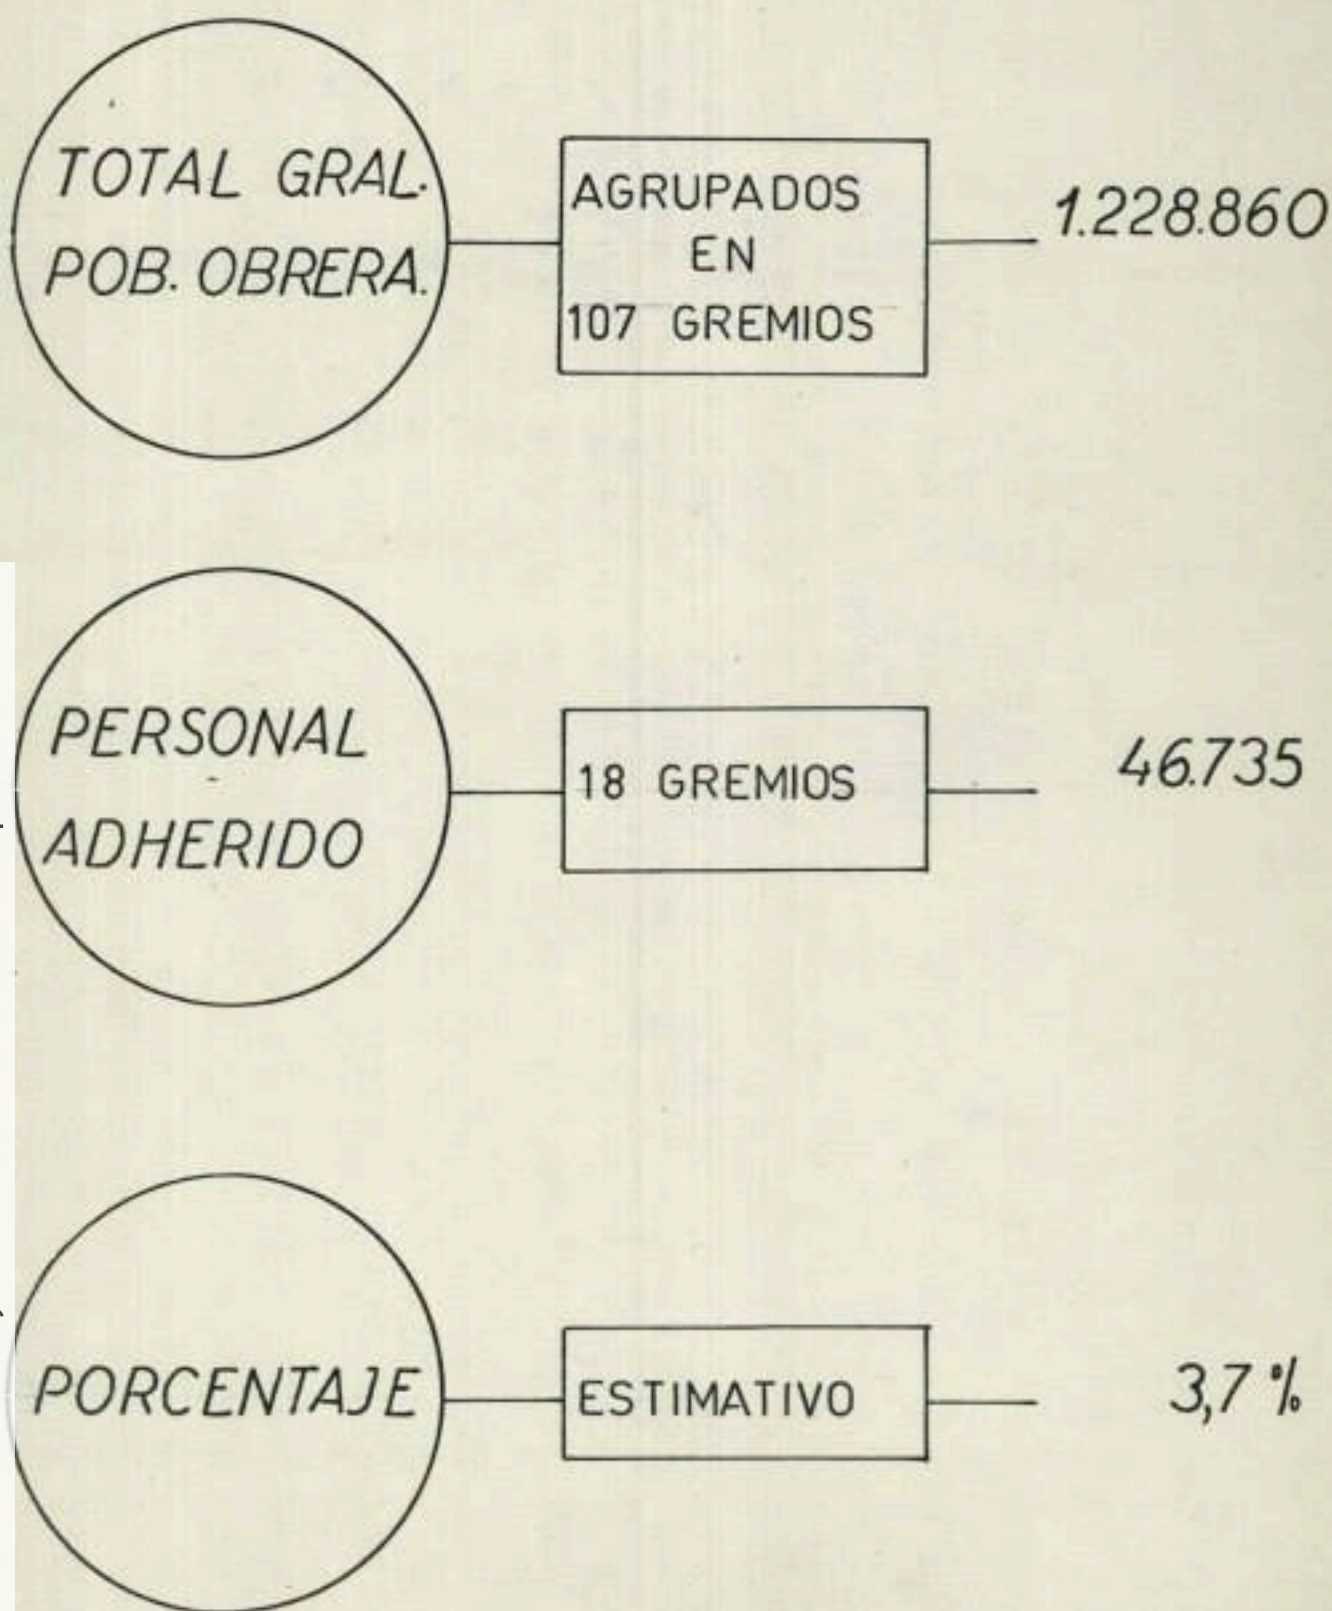 TOTAL GRAL.
POB. OBRERA.
AGRUPADOS
EN
107 GREMIOS
1.228.860
PERSONAL
ADHERIDO
18 GREMIOS
46.735
PORCENTAJE
ESTIMATIVO
3,7 %